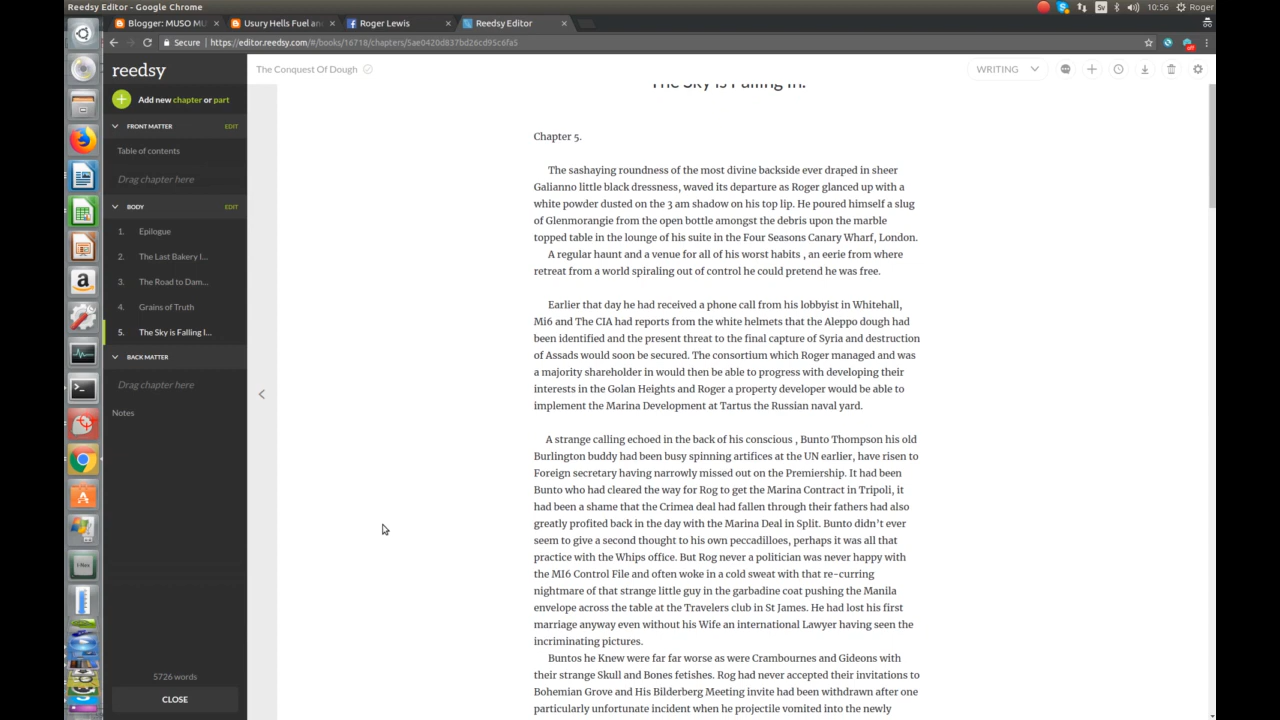 Reedsy Editor - Google Chrome
Sv
10:56
Roger
Blogger: MUSO MU
Usury Hells Fuel and
Roger Lewis
Reedsy Editor
Secure
https://editor.reedsy.com/#/books/16718/chapters/5ae0420d837bd26cd95c6fa5
reedsy
The Conquest Of Dough
WRITING
Add new chapter or part
FRONT MATTER
EDIT
Table of contents
Drag chapter here
BODY
EDIT
1. Epilogue
2. The Last Bakery I...
3. The Road to Dam...
4. Grains of Truth
5. The Sky is Falling I...
BACK MATTER
Drag chapter here
Notes
5726 words
CLOSE
The Sky is Falling In.
Chapter 5.
The sashaying roundness of the most divine backside ever draped in sheer
Galianno little black dressness, waved its departure as Roger glanced up with a
white powder dusted on the 3 am shadow on his top lip. He poured himself a slug
of Glenmorangie from the open bottle amongst the debris upon the marble
topped table in the lounge of his suite in the Four Seasons Canary Wharf, London.
A regular haunt and a venue for all of his worst habits , an eerie from where
retreat from a world spiraling out of control he could pretend he was free.
Earlier that day he had received a phone call from his lobbyist in Whitehall,
Mi6 and The CIA had reports from the white helmets that the Aleppo dough had
been identified and the present threat to the final capture of Syria and destruction
of Assads would soon be secured. The consortium which Roger managed and was
a majority shareholder in would then be able to progress with developing their
interests in the Golan Heights and Roger a property developer would be able to
implement the Marina Development at Tartus the Russian naval yard.
A strange calling echoed in the back of his conscious , Bunto Thompson his old
Burlington buddy had been busy spinning artifices at the UN earlier, have risen to
Foreign secretary having narrowly missed out on the Premiership. It had been
Bunto who had cleared the way for Rog to get the Marina Contract in Tripoli, it
had been a shame that the Crimea deal had fallen through their fathers had also
greatly profited back in the day with the Marina Deal in Split. Bunto didn't ever
seem to give a second thought to his own peccadilloes, perhaps it was all that
practice with the Whips office. But Rog never a politician was never happy with
the MI6 Control File and often woke in a cold sweat with that re-curring
nightmare of that strange little guy in the garbadine coat pushing the Manila
envelope across the table at the Travelers club in St James. He had lost his first
marriage anyway even without his Wife an international Lawyer having seen the
incriminating pictures.
Buntos he Knew were far far worse as were Crambournes and Gideons with
their strange Skull and Bones fetishes. Rog had never accepted their invitations to
Bohemian Grove and His Bilderberg Meeting invite had been withdrawn after one
particularly unfortunate incident when he projectile vomited into the newly